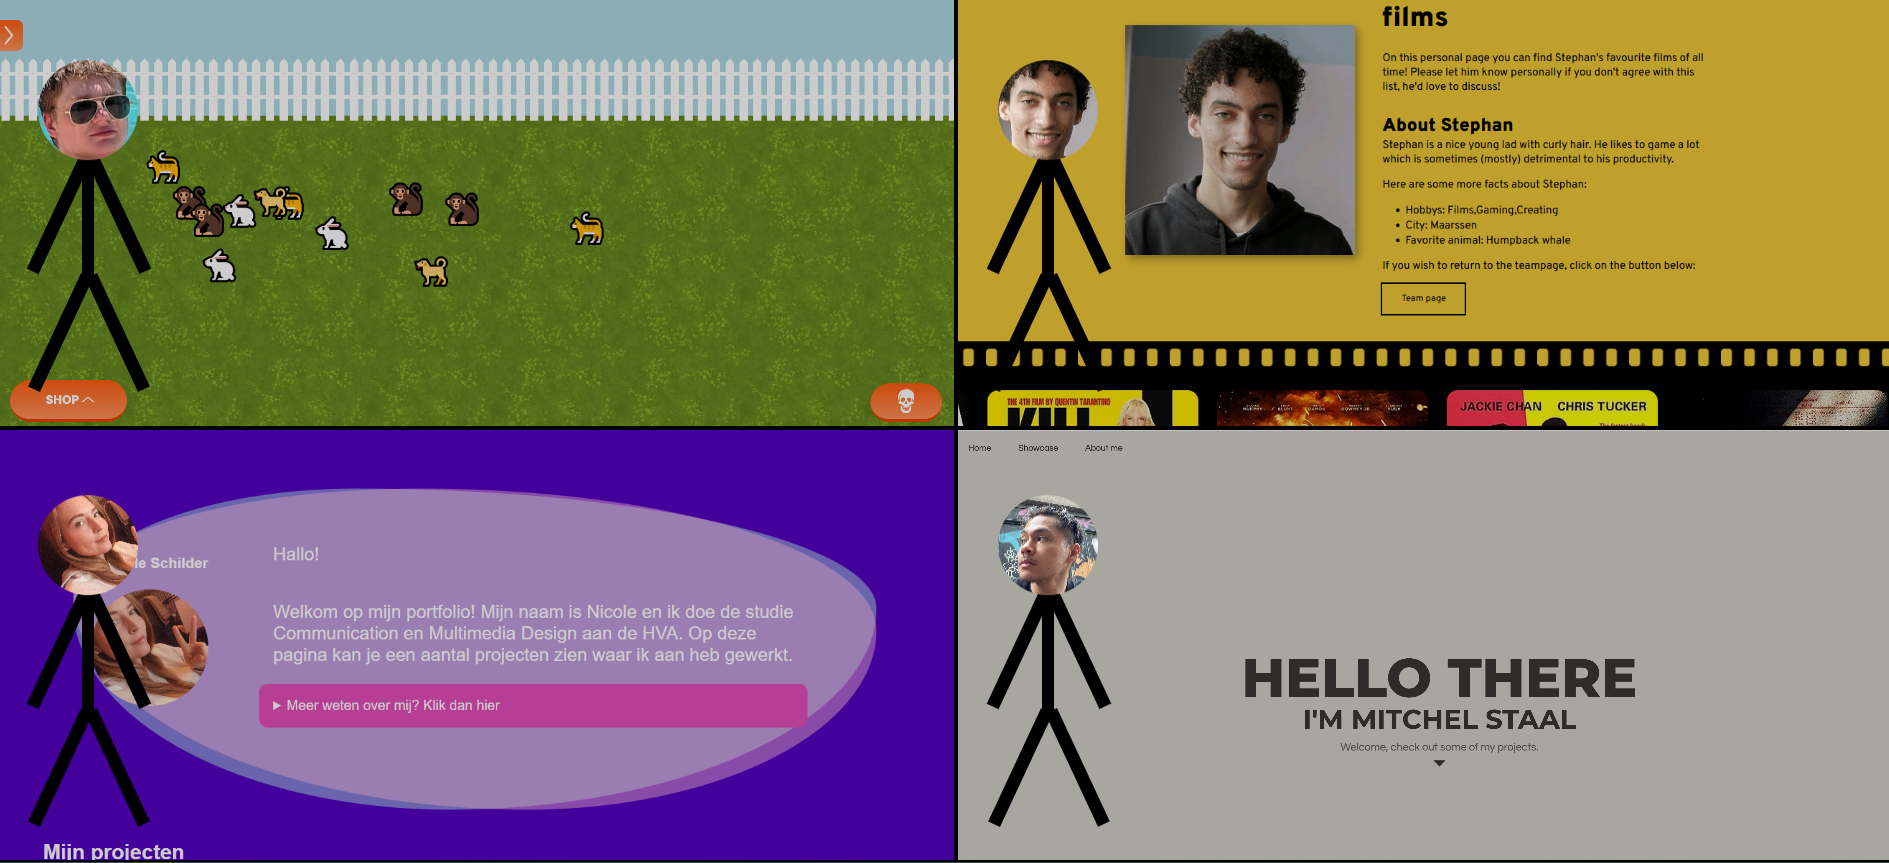 SHOP
films
On this personal page you can find Stephan's favourite films of all
time! Please let him know personally if you don't agree with this
list, he'd love to discuss!
About Stephan
Stephan is a nice young lad with curly hair. He likes to game a lot
which is sometimes (mostly) detrimental to his productivity.
Here are some more facts about Stephan:
Hobbys: Films,Gaming,Creating
City: Maarssen
Favorite animal: Humpback whale
If you wish to return to the teampage, click on the button below:
Team page
THE 4TH FILM BY QUENTIN TARANTINO
KILL
JACKIE CHAN CHRIS TUCKER
le Schilder
Hallo!
Welkom op mijn portfolio! Mijn naam is Nicole en ik doe de studie
Communication en Multimedia Design aan de HVA. Op deze
pagina kan je een aantal projecten zien waar ik aan heb gewerkt.
Meer weten over mij? Klik dan hier
Mijn projecten
Home Showcase About me
HELLO THERE
I'M MITCHEL STAAL
Welcome, check out some of my projects.